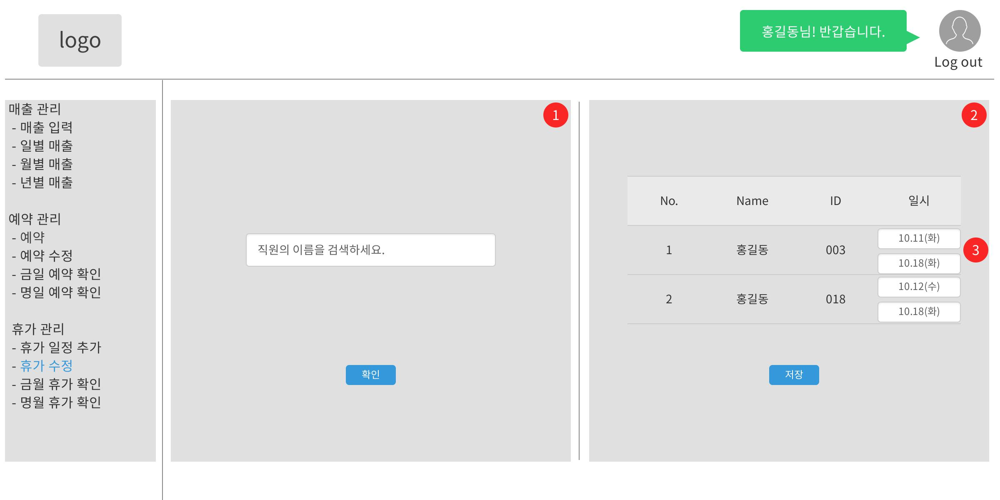 logo
홍길동님! 반갑습니다.
Log out
매출 관리
- 매출 입력
- 일별 매출
- 월별 매출
- 년별 매출
예약 관리
- 예약
- 예약 수정
- 금일 예약 확인
- 명일 예약 확인
휴가 관리
- 휴가 일정 추가
- 휴가 수정
- 금월 휴가 확인
- 명월 휴가 확인
1
직원의 이름을 검색하세요.
확인
2
No. Name ID 일시
1 홍길동 003 10.11(화)
10.18(화)
3
2 홍길동 018 10.12(수)
10.18(화)
저장